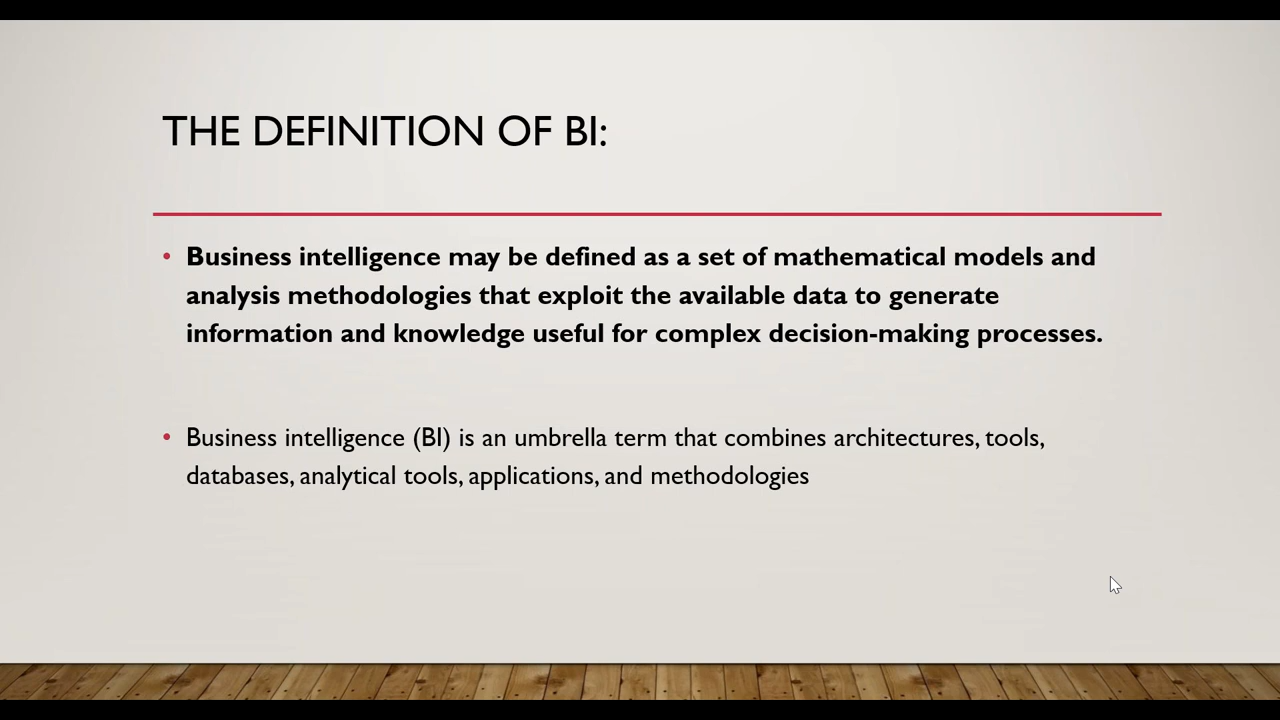 THE DEFINITION OF BI:
• Business intelligence may be defined as a set of mathematical models and
analysis methodologies that exploit the available data to generate
information and knowledge useful for complex decision-making processes.
• Business intelligence (BI) is an umbrella term that combines architectures, tools,
databases, analytical tools, applications, and methodologies